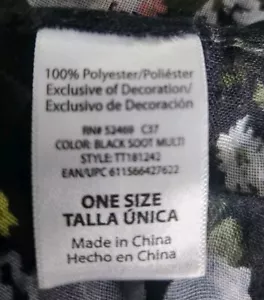 100% Polyester/Poliéster
Exclusive of Decoration/
Exclusivo de Decoración
RN# 52469 C37
COLOR: BLACK SOOT MULTI
STYLE: TT181242
EAN/UPC 611566427622
ONE SIZE
TALLA ÚNICA
Made in China
Hecho en China